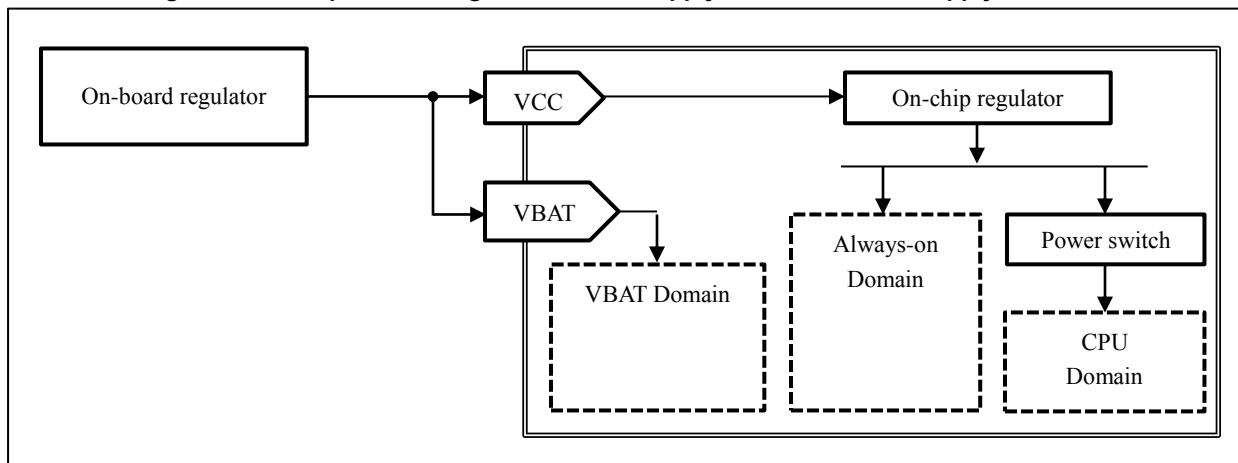 On-board regulator
VCC
On-chip regulator
VBAT
Always-on
Domain
Power switch
VBAT Domain
CPU
Domain